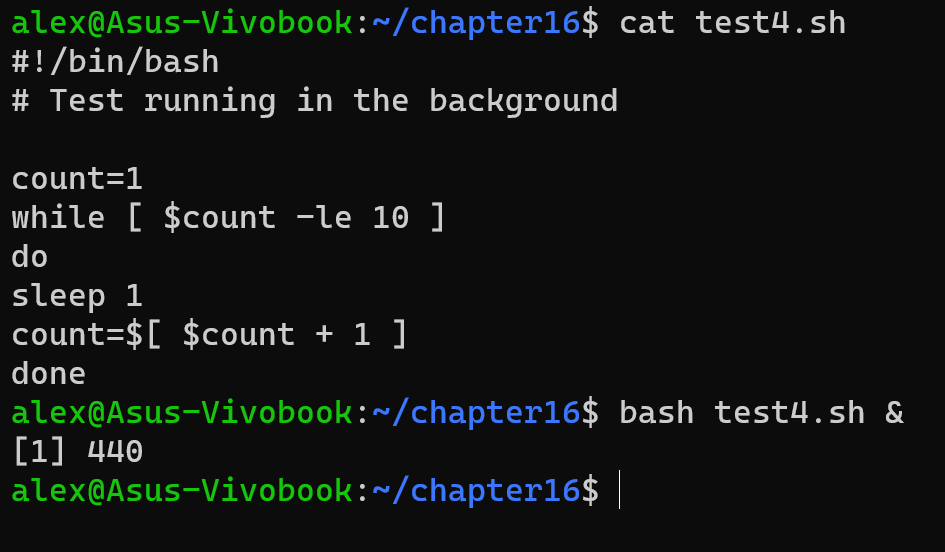 alex@Asus-Vivobook:~/chapter16$ cat test4.sh
#!/bin/bash
# Test running in the background

count=1
while [ $count -le 10 ]
do
sleep 1
count=$[ $count + 1 ]
done
alex@Asus-Vivobook:~/chapter16$ bash test4.sh &
[1] 440
alex@Asus-Vivobook:~/chapter16$